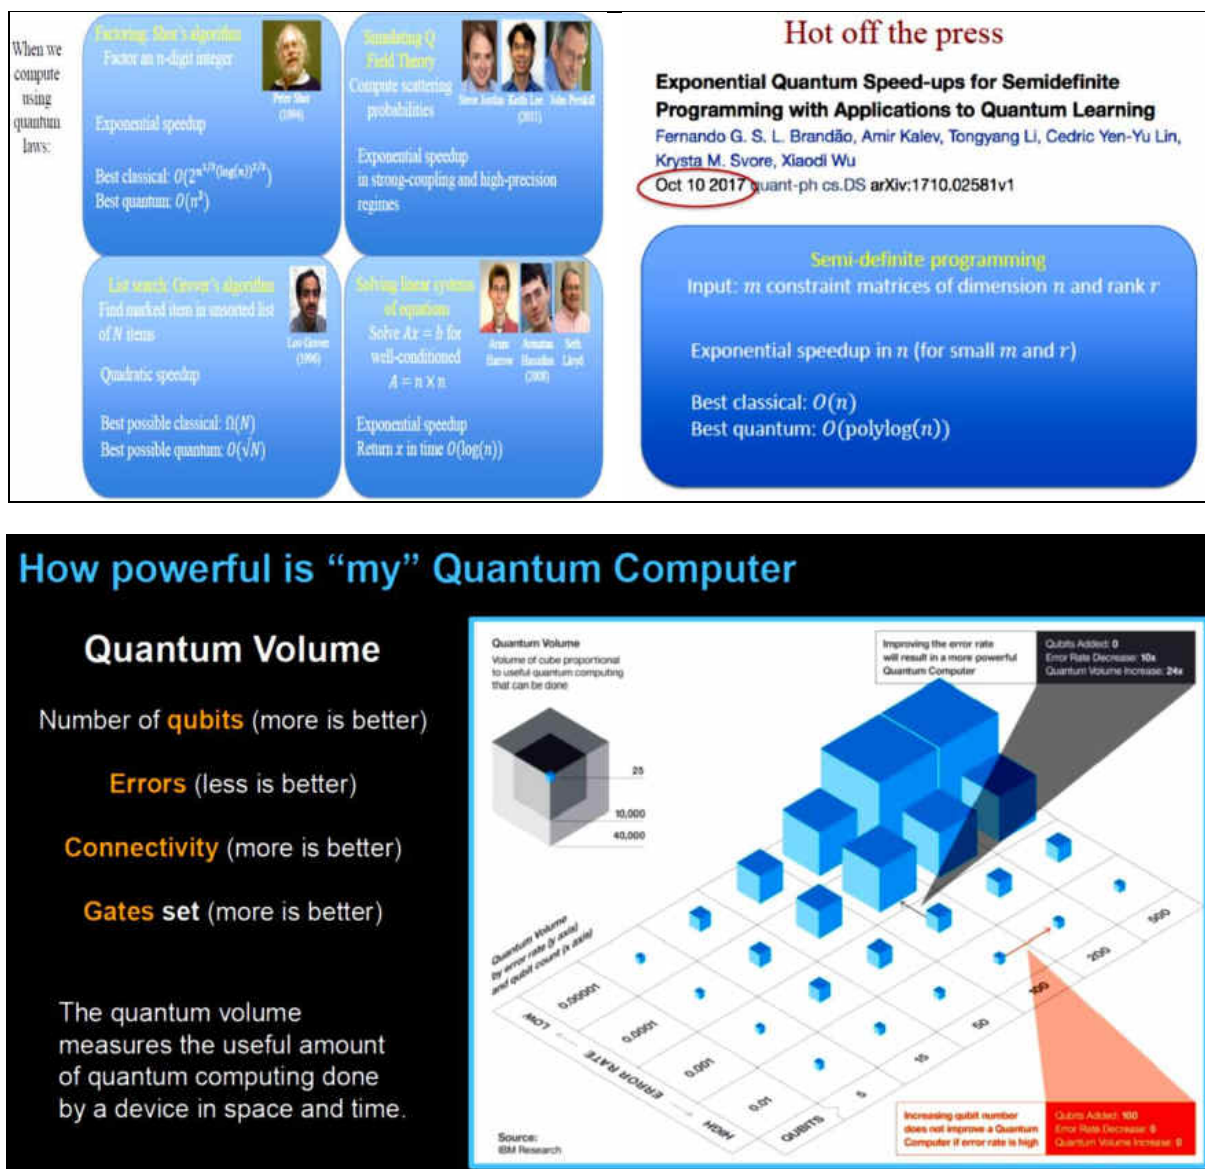 When we
compute
using
quantum
laws:
Factoring: Shor's algorithm
Factor an n-digit integer
Peter Shor
(1994)
Exponential speedup
Best classical: O(2^{n^{1/3}(log(n))^{2/3}})
Best quantum: O(n³)
Simulating Q
Field Theory
Compute scattering
probabilities
Steve Jordan Keith Lee John Preskill
(2011)
Exponential speedup
in strong-coupling and high-precision
regimes
List search: Grover's algorithm
Find marked item in unsorted list
of N items
Lov Grover
(1996)
Quadratic speedup
Best possible classical: Ω(N)
Best possible quantum: O(√N)
Solving linear systems
of equations
Solve Ax = b for
well-conditioned
A = n × n
Aram Harrow
Seth Lloyd
Exponential speedup
Return x in time O(log(n))
Hot off the press
Exponential Quantum Speed-ups for Semidefinite
Programming with Applications to Quantum Learning
Fernando G. S. L. Brandão, Amir Kalev, Tongyang Li, Cedric Yen-Yu Lin,
Krysta M. Svore, Xiaodi Wu
Oct 10 2017 quant-ph cs.DS arXiv:1710.02581v1
Semi-definite programming
Input: m constraint matrices of dimension n and rank r
Exponential speedup in n (for small m and r)
Best classical: O(n)
Best quantum: O(polylog(n))
How powerful is “my” Quantum Computer
Quantum Volume
Number of qubits (more is better)
Errors (less is better)
Connectivity (more is better)
Gates set (more is better)
The quantum volume
measures the useful amount
of quantum computing done
by a device in space and time.
Quantum Volume
Volume of cube proportional
to useful quantum computing
that can be done
25
10,000
40,000
Improving the error rate
will result in a more powerful
Quantum Computer
Qubits Added: 0
Error Rate Decrease: 10x
Quantum Volume Increase: 24x
Quantum Volume
by error rate (y axis)
and qubit count (x axis)
0.00001
0.0001
0.001
0.01
LOW
ERROR RATE
HIGH
QUBITS
5
15
50
100
200
500
Increasing qubit number
does not improve a Quantum
Computer if error rate is high
Qubits Added: 100
Error Rate Decrease: 0
Quantum Volume Increase: 0
Source:
IBM Research